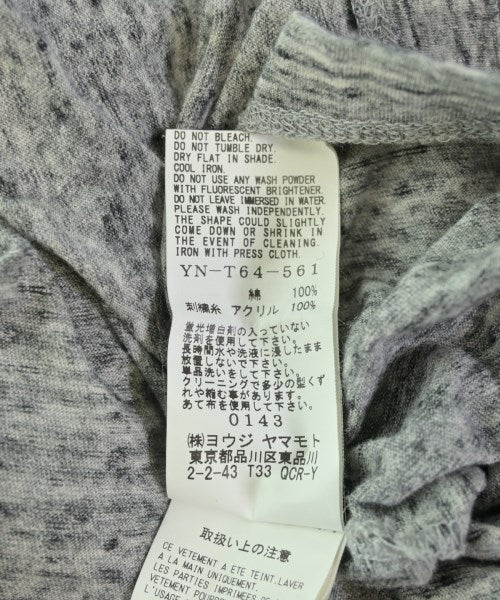 DO NOT BLEACH.
DO NOT TUMBLE DRY.
DRY FLAT IN SHADE.
COOL IRON.
DO NOT USE ANY WASH POWDER
WITH FLUORESCENT BRIGHTENER.
DO NOT LEAVE IMMERSED IN WATER.
PLEASE WASH INDEPENDENTLY.
THE SHAPE COULD SLIGHTLY
COME DOWN OR SHRINK IN
THE EVENT OF CLEANING.
IRON WITH PRESS CLOTH.
YN-T64-561
綿 100%
刺繍糸 アクリル 100%
蛍光増白剤の入っていない
洗剤を使用して下さい。
長時間水や洗液に浸したまま
放置しないで下さい。
単品洗いをして下さい。
クリーニングで多少の型くず
れや縮む事があります。
あて布を使用して下さい。
0143
(株)ヨウジ ヤマモト
東京都品川区東品川
2-2-43 T33 QCR-Y
取扱い上の注意
CE VETEMENT A ETE TEINT.LAVER
A LA MAIN UNIQUEMENT.
LES PARTIES IMPRIMEES DE
VETEMENT
L'USAGE